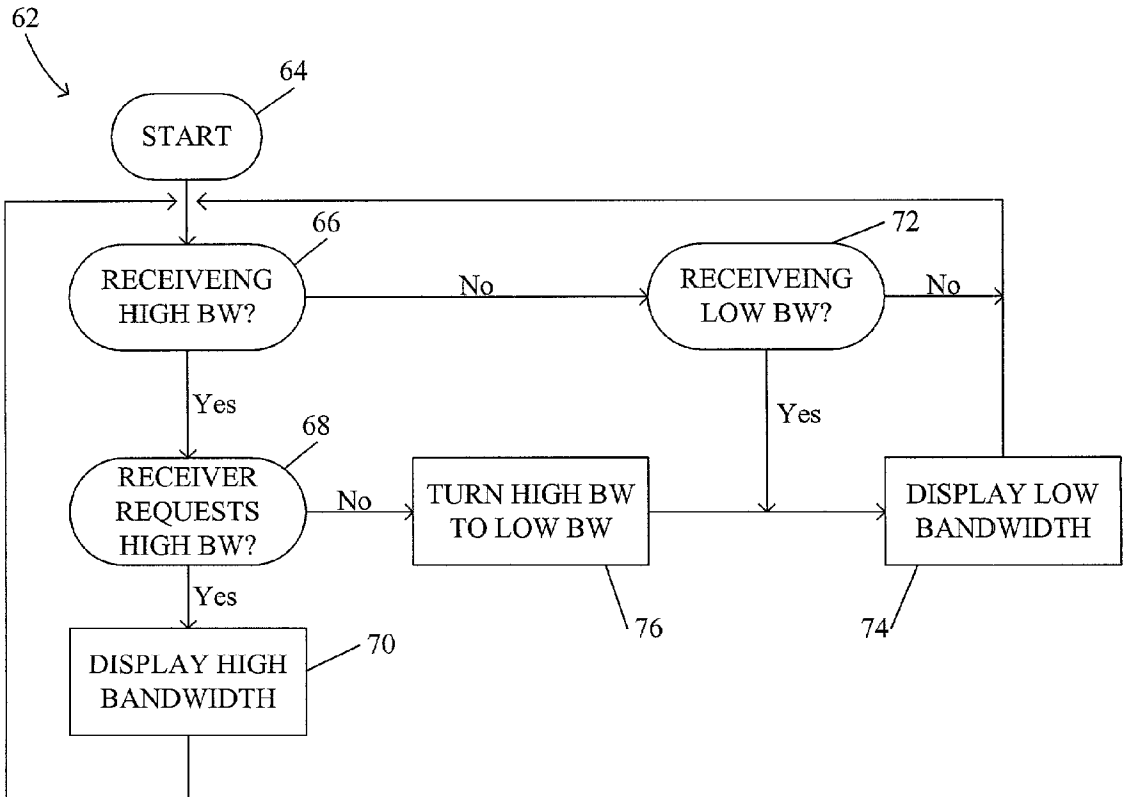 62
64
START
66
RECEIVEING
HIGH BW?
No
72
RECEIVEING
LOW BW?
No
Yes
Yes
68
RECEIVER
REQUESTS
HIGH BW?
No
TURN HIGH BW
TO LOW BW
76
DISPLAY LOW
BANDWIDTH
74
Yes
DISPLAY HIGH
BANDWIDTH
70